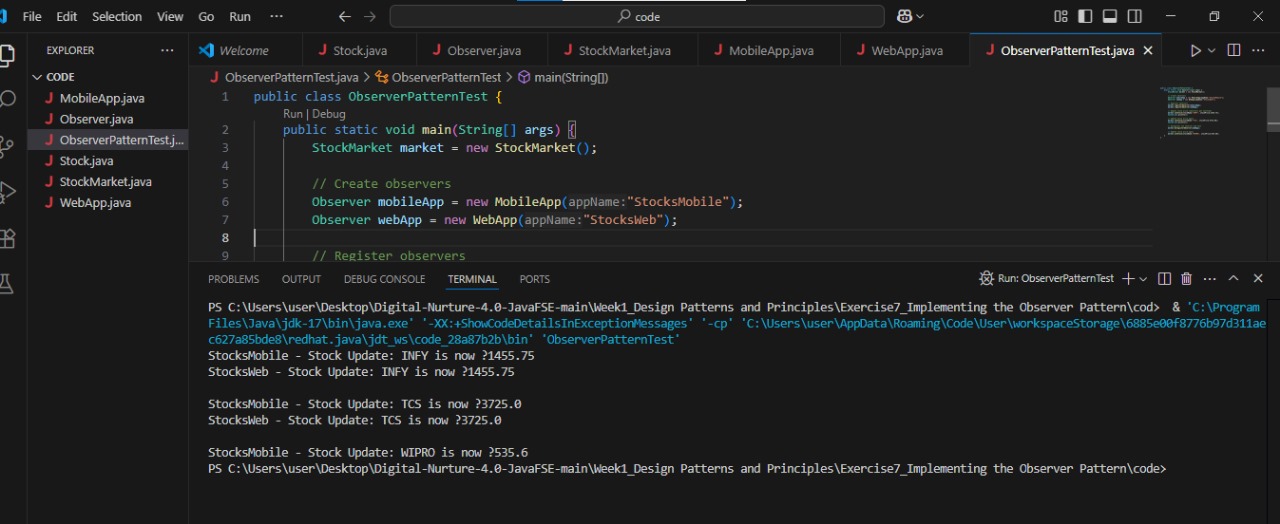 File Edit Selection View Go Run ··· code
EXPLORER ···
CODE
MobileApp.java
Observer.java
ObserverPatternTest.j...
Stock.java
StockMarket.java
WebApp.java
Welcome Stock.java Observer.java StockMarket.java MobileApp.java WebApp.java ObserverPatternTest.java
ObserverPatternTest.java > ObserverPatternTest > main(String[])
1 public class ObserverPatternTest {
Run | Debug
2 public static void main(String[] args) {
3 StockMarket market = new StockMarket();
4
5 // Create observers
6 Observer mobileApp = new MobileApp(appName:"StocksMobile");
7 Observer webApp = new WebApp(appName:"StocksWeb");
8
9 // Register observers
PROBLEMS OUTPUT DEBUG CONSOLE TERMINAL PORTS Run: ObserverPatternTest
PS C:\Users\user\Desktop\Digital-Nurture-4.0-JavaFSE-main\Week1_Design Patterns and Principles\Exercise7_Implementing the Observer Pattern\cod> & 'C:\Program
Files\Java\jdk-17\bin\java.exe' '-XX:+ShowCodeDetailsInExceptionMessages' '-cp' 'C:\Users\user\AppData\Roaming\Code\User\workspaceStorage\6885e00f8776b97d311ae
c627a85bde8\redhat.java\jdt_ws\code_28a87b2b\bin' 'ObserverPatternTest'
StocksMobile - Stock Update: INFY is now ?1455.75
StocksWeb - Stock Update: INFY is now ?1455.75
StocksMobile - Stock Update: TCS is now ?3725.0
StocksWeb - Stock Update: TCS is now ?3725.0
StocksMobile - Stock Update: WIPRO is now ?535.6
PS C:\Users\user\Desktop\Digital-Nurture-4.0-JavaFSE-main\Week1_Design Patterns and Principles\Exercise7_Implementing the Observer Pattern\code>